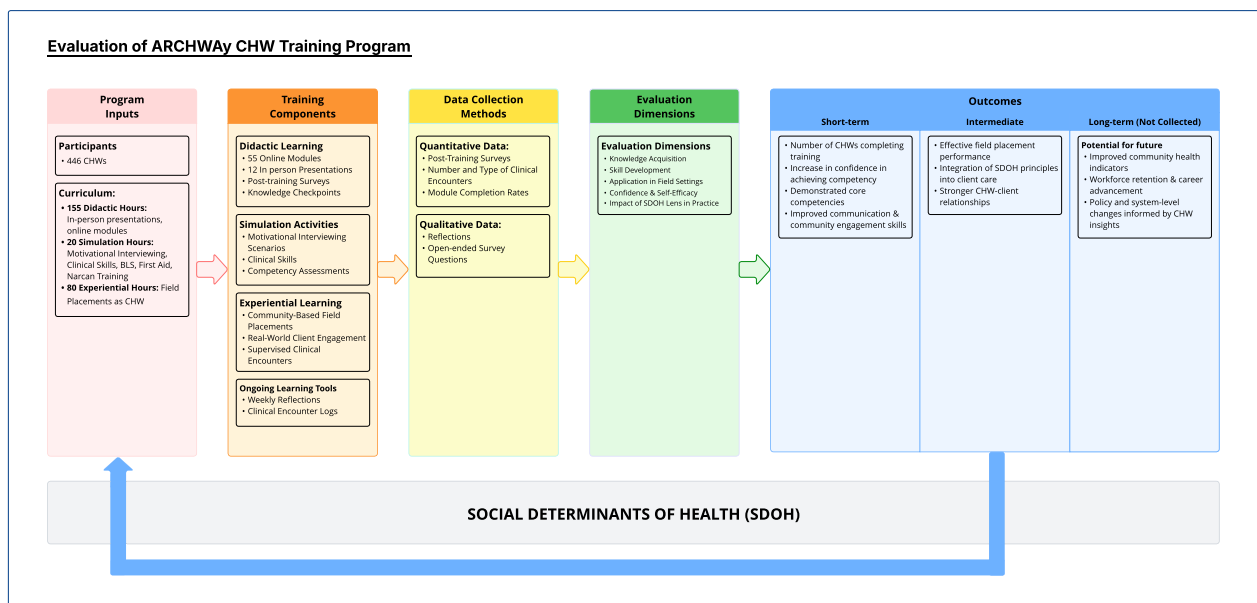 Evaluation of ARCHWAy CHW Training Program
Program
Inputs
Participants
• 446 CHWs
Curriculum:
• 155 Didactic Hours:
In-person presentations,
online modules
• 20 Simulation Hours:
Motivational Interviewing,
Clinical Skills, BLS, First Aid,
Narcan Training
• 80 Experiential Hours: Field
Placements as CHW
Training
Components
Didactic Learning
• 55 Online Modules
• 12 In person Presentations
• Post-training Surveys
• Knowledge Checkpoints
Simulation Activities
• Motivational Interviewing
Scenarios
• Clinical Skills
• Competency Assessments
Experiential Learning
• Community-Based Field
Placements
• Real-World Client Engagement
• Supervised Clinical
Encounters
Ongoing Learning Tools
• Weekly Reflections
• Clinical Encounter Logs
Data Collection
Methods
Quantitative Data:
• Post-Training Surveys
• Number and Type of Clinical
Encounters
• Module Completion Rates
Qualitative Data:
• Reflections
• Open-ended Survey
Questions
Evaluation
Dimensions
Evaluation Dimensions
• Knowledge Acquisition
• Skill Development
• Application in Field Settings
• Confidence & Self-Efficacy
• Impact of SDOH Lens in Practice
Outcomes
Short-term
• Number of CHWs completing
training
• Increase in confidence in
achieving competency
• Demonstrated core
competencies
• Improved communication &
community engagement skills
Intermediate
• Effective field placement
performance
• Integration of SDOH principles
into client care
• Stronger CHW-client
relationships
Long-term (Not Collected)
Potential for future
• Improved community health
indicators
• Workforce retention & career
advancement
• Policy and system-level
changes informed by CHW
insights
SOCIAL DETERMINANTS OF HEALTH (SDOH)